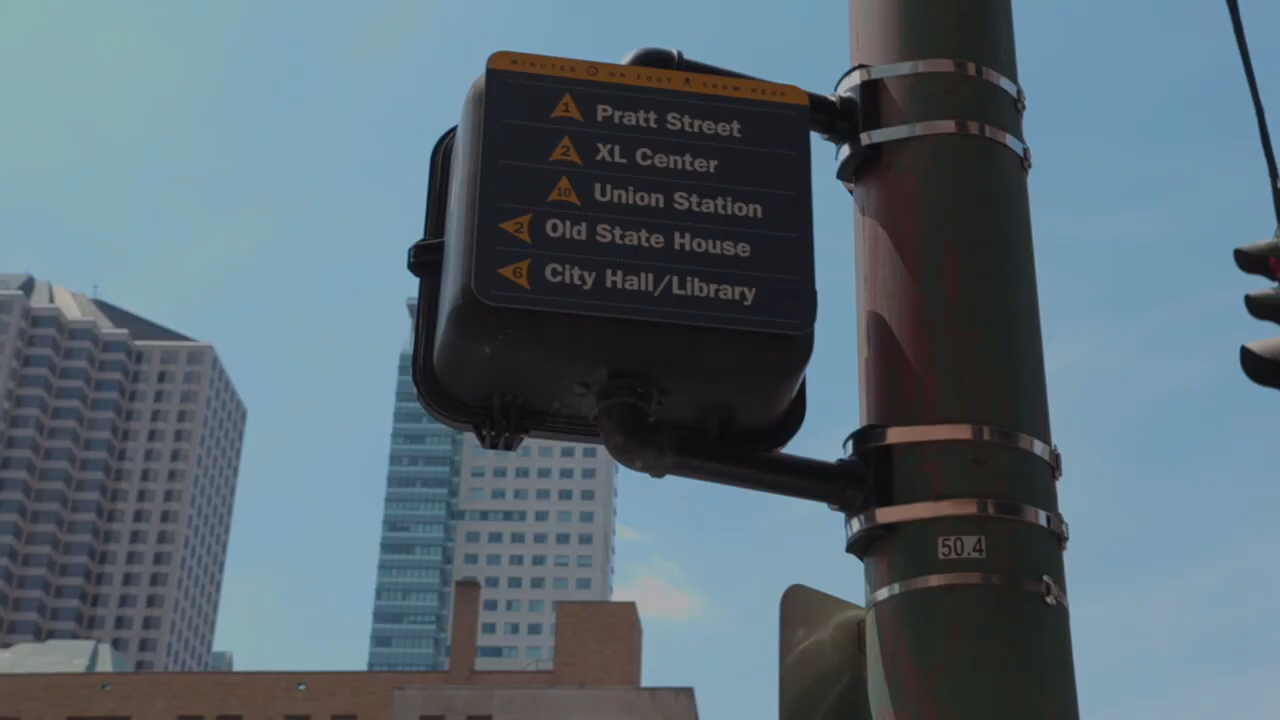 MINUTES ON FOOT FROM HERE
1 Pratt Street
2 XL Center
10 Union Station
2 Old State House
6 City Hall/Library
50.4